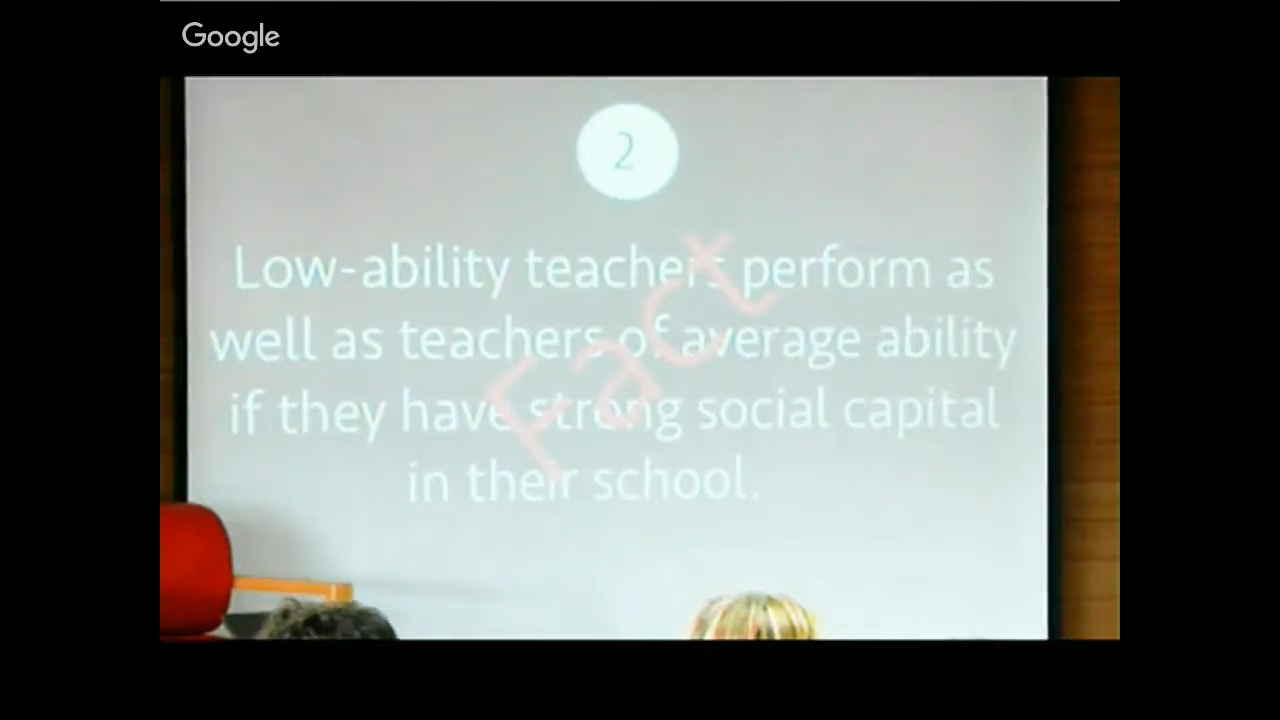 Google
2
Low-ability teachers perform as
well as teachers of average ability
if they have strong social capital
in their school.
Fact